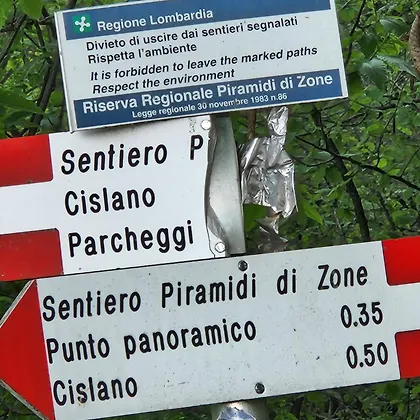 Regione Lombardia
Divieto di uscire dai sentieri segnalati
Rispetta l'ambiente
It is forbidden to leave the marked paths
Respect the environment
Riserva Regionale Piramidi di Zone
Legge regionale 30 novembre 1983 n.86
Sentiero P
Cislano
Parcheggi
Sentiero Piramidi di Zone
Punto panoramico 0.35
Cislano 0.50